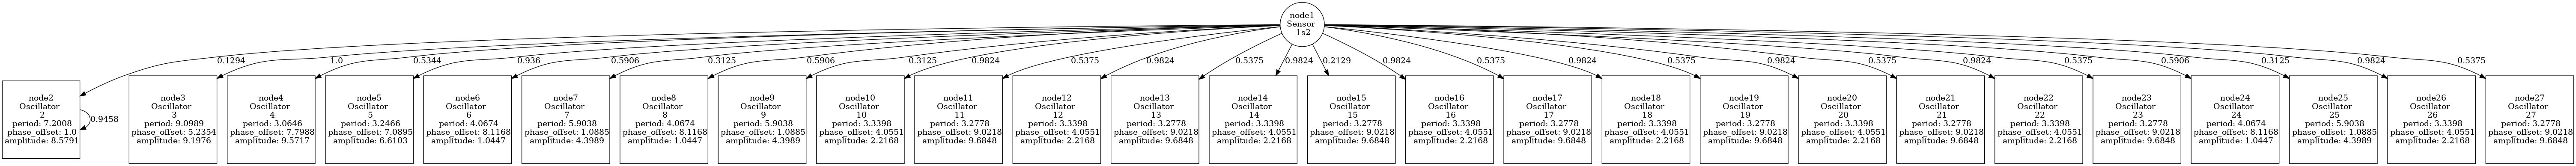 node1
Sensor
1s2
0.1294
1.0
-0.5344
0.936
0.5906
-0.3125
0.5906
-0.3125
0.9824
-0.5375
0.9824
-0.5375
0.9824
0.2129
0.9824
-0.5375
0.9824
-0.5375
0.9824
-0.5375
0.9824
-0.5375
0.5906
-0.3125
0.9824
-0.5375
node2
Oscillator
2
period: 7.2008
phase_offset: 1.0
amplitude: 8.5791
0.9458
node3
Oscillator
3
period: 9.0989
phase_offset: 5.2354
amplitude: 9.1976
node4
Oscillator
4
period: 3.0646
phase_offset: 7.7988
amplitude: 9.5717
node5
Oscillator
5
period: 3.2466
phase_offset: 7.0895
amplitude: 6.6103
node6
Oscillator
6
period: 4.0674
phase_offset: 8.1168
amplitude: 1.0447
node7
Oscillator
7
period: 5.9038
phase_offset: 1.0885
amplitude: 4.3989
node8
Oscillator
8
period: 4.0674
phase_offset: 8.1168
amplitude: 1.0447
node9
Oscillator
9
period: 5.9038
phase_offset: 1.0885
amplitude: 4.3989
node10
Oscillator
10
period: 3.3398
phase_offset: 4.0551
amplitude: 2.2168
node11
Oscillator
11
period: 3.2778
phase_offset: 9.0218
amplitude: 9.6848
node12
Oscillator
12
period: 3.3398
phase_offset: 4.0551
amplitude: 2.2168
node13
Oscillator
13
period: 3.2778
phase_offset: 9.0218
amplitude: 9.6848
node14
Oscillator
14
period: 3.3398
phase_offset: 4.0551
amplitude: 2.2168
node15
Oscillator
15
period: 3.2778
phase_offset: 9.0218
amplitude: 9.6848
node16
Oscillator
16
period: 3.3398
phase_offset: 4.0551
amplitude: 2.2168
node17
Oscillator
17
period: 3.2778
phase_offset: 9.0218
amplitude: 9.6848
node18
Oscillator
18
period: 3.3398
phase_offset: 4.0551
amplitude: 2.2168
node19
Oscillator
19
period: 3.2778
phase_offset: 9.0218
amplitude: 9.6848
node20
Oscillator
20
period: 3.3398
phase_offset: 4.0551
amplitude: 2.2168
node21
Oscillator
21
period: 3.2778
phase_offset: 9.0218
amplitude: 9.6848
node22
Oscillator
22
period: 3.3398
phase_offset: 4.0551
amplitude: 2.2168
node23
Oscillator
23
period: 3.2778
phase_offset: 9.0218
amplitude: 9.6848
node24
Oscillator
24
period: 4.0674
phase_offset: 8.1168
amplitude: 1.0447
node25
Oscillator
25
period: 5.9038
phase_offset: 1.0885
amplitude: 4.3989
node26
Oscillator
26
period: 3.3398
phase_offset: 4.0551
amplitude: 2.2168
node27
Oscillator
27
period: 3.2778
phase_offset: 9.0218
amplitude: 9.6848